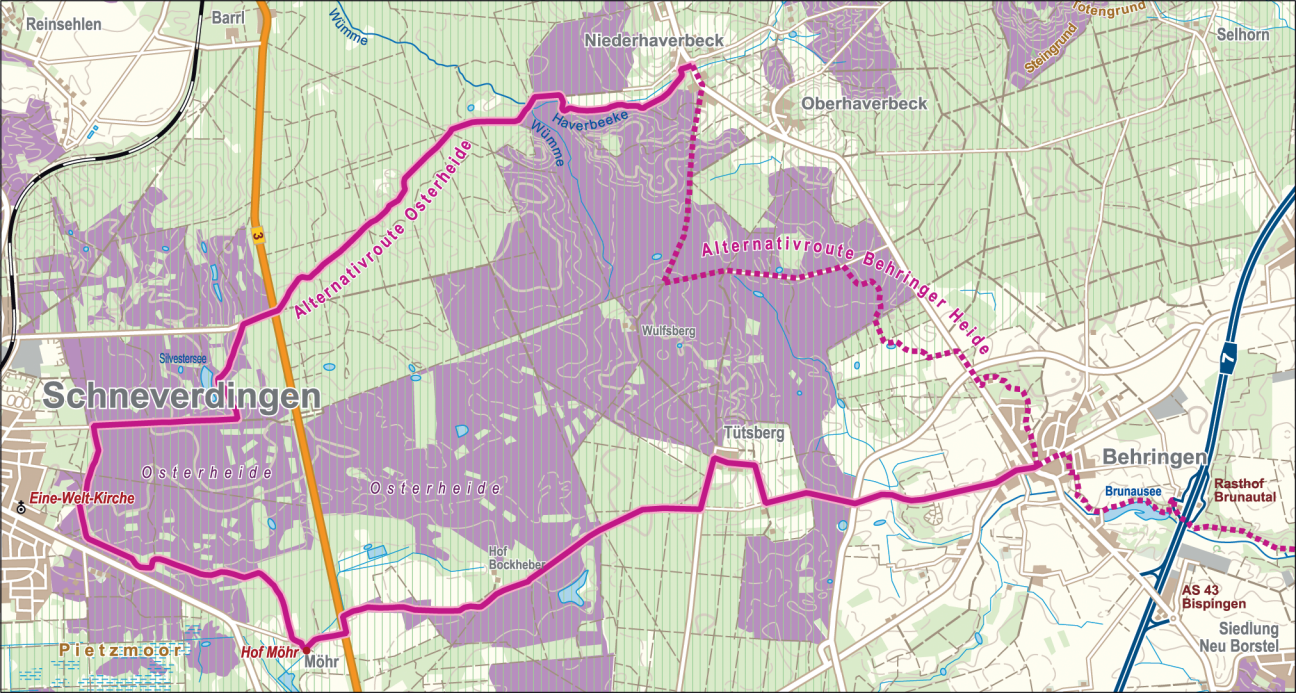 Reinsehlen
Barrl
Wümme
Niederhaverbeck
Totengrund
Steingrund
Selhorn
Oberhaverbeck
Haverbeeke
Wümme
Alternativroute Osterheide
3
Alternativroute Behringer Heide
Wulfsberg
7
Silvestersee
Schneverdingen
Tütsberg
Osterheide
Osterheide
Behringen
Eine-Welt-Kirche
Brunausee
Rasthof
Brunautal
Hof
Bockheber
AS 43
Bispingen
Siedlung
Neu Borstel
Pietzmoor
Hof Möhr
Möhr